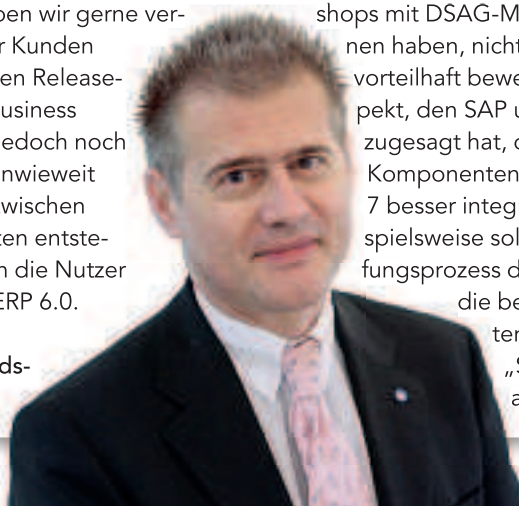 ben wir gerne ver-
r Kunden
en Release-
usiness
edoch noch
nwieweit
wischen
ten entste-
n die Nutzer
ERP 6.0.
ds-
shops mit DSAG-M
nen haben, nicht
vorteilhaft bewe
pekt, den SAP u
zugesagt hat, d
Komponenten
7 besser integ
spielsweise sol
fungsprozess d
die be
ter
„S
a